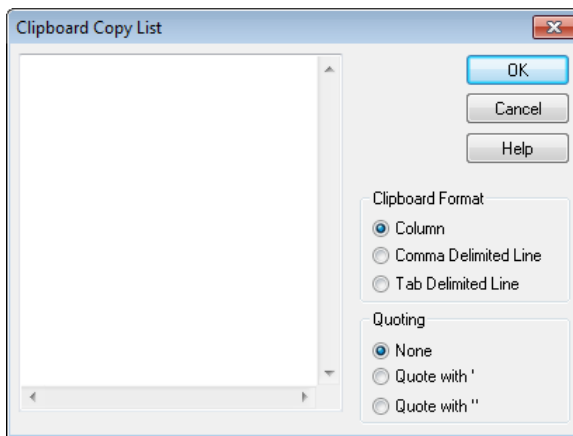 Clipboard Copy List
OK
Cancel
Help
Clipboard Format
Column
Comma Delimited Line
Tab Delimited Line
Quoting
None
Quote with '
Quote with "